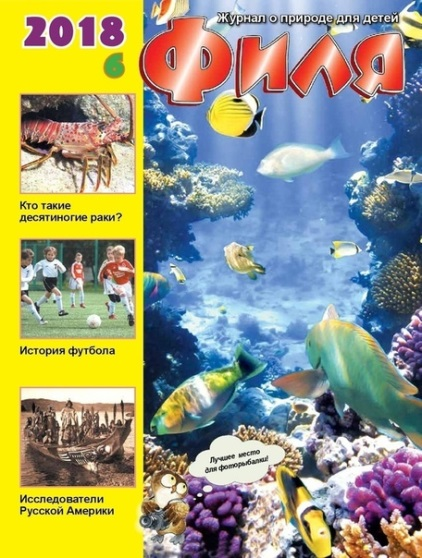 Журнал о природе для детей
Филя
2018
6
Кто такие
десятиногие раки?
История футбола
Исследователи
Русской Америки
Лучшее место
для фоторыбалки!